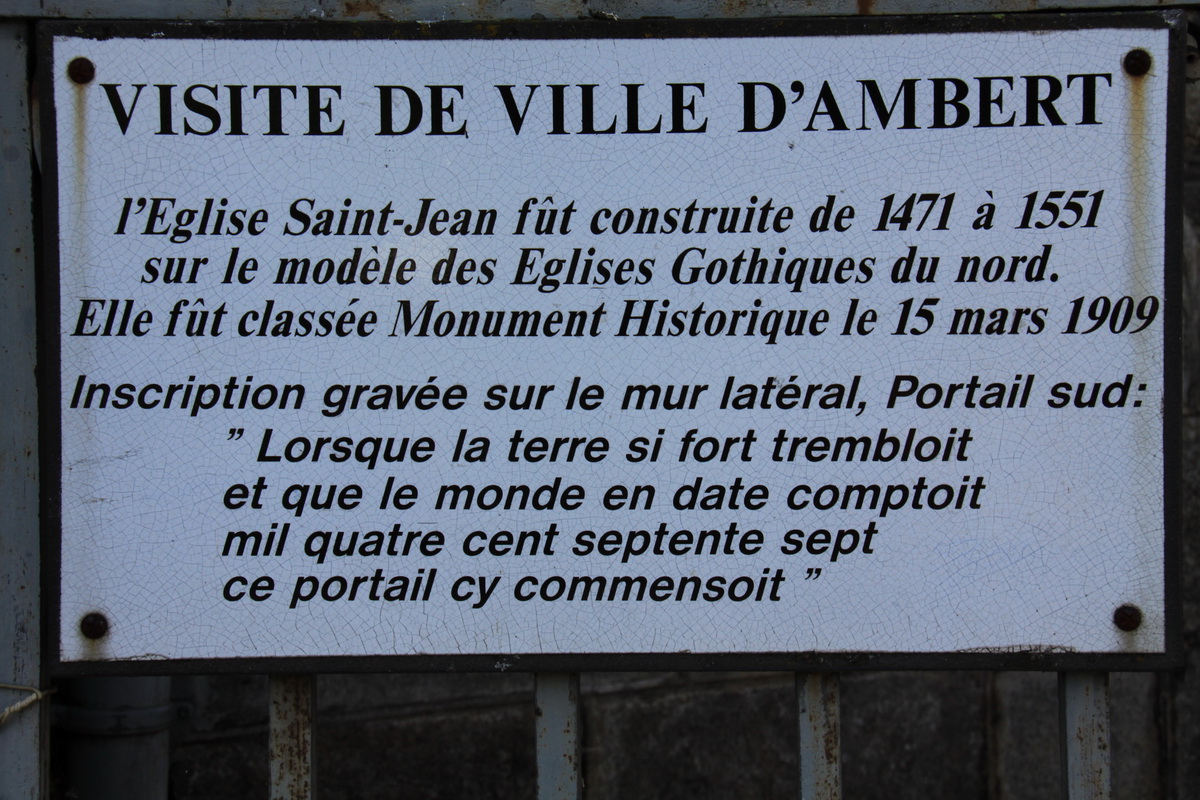 VISITE DE VILLE D'AMBERT
l'Eglise Saint-Jean fût construite de 1471 à 1551
sur le modèle des Eglises Gothiques du nord.
Elle fût classée Monument Historique le 15 mars 1909
Inscription gravée sur le mur latéral, Portail sud:
" Lorsque la terre si fort trembloit
et que le monde en date comptoit
mil quatre cent septente sept
ce portail cy commensoit "